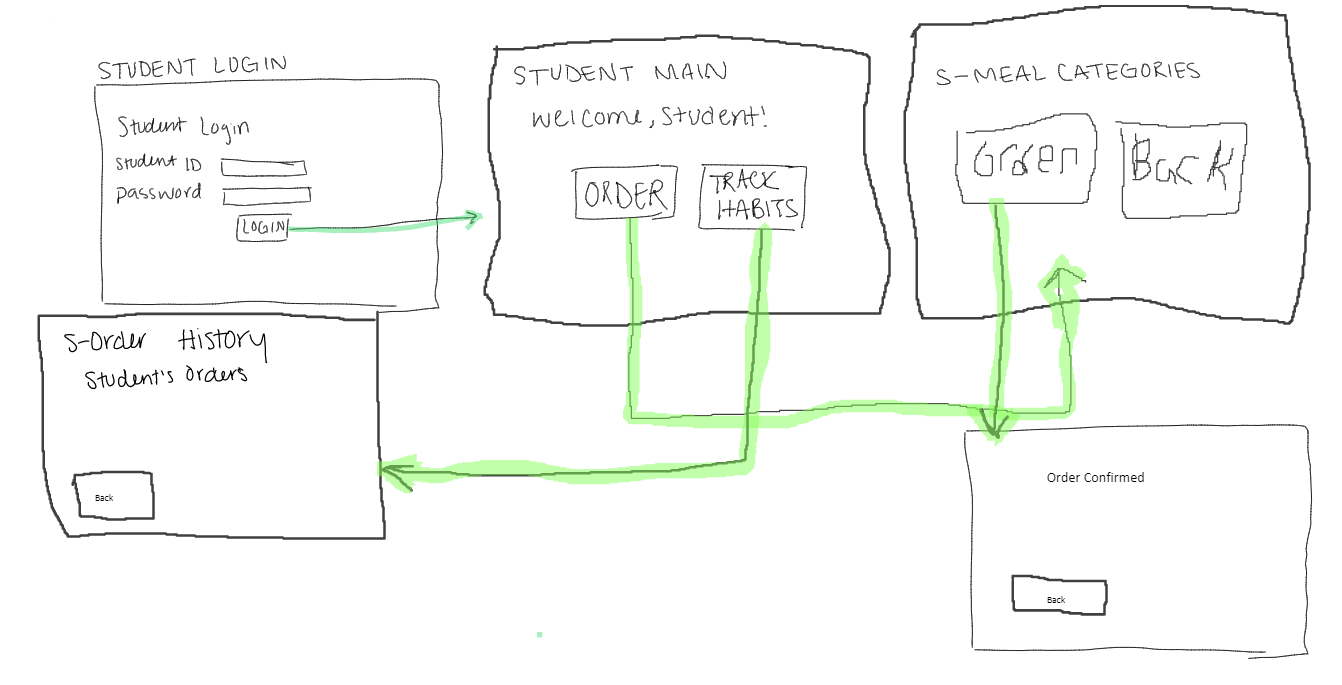 STUDENT LOGIN
Student Login
Student ID
password
LOGIN
STUDENT MAIN
Welcome, Student!
ORDER
TRACK
HABITS
S-MEAL CATEGORIES
Order
Back
S-Order History
Student's Orders
Back
Order Confirmed
Back